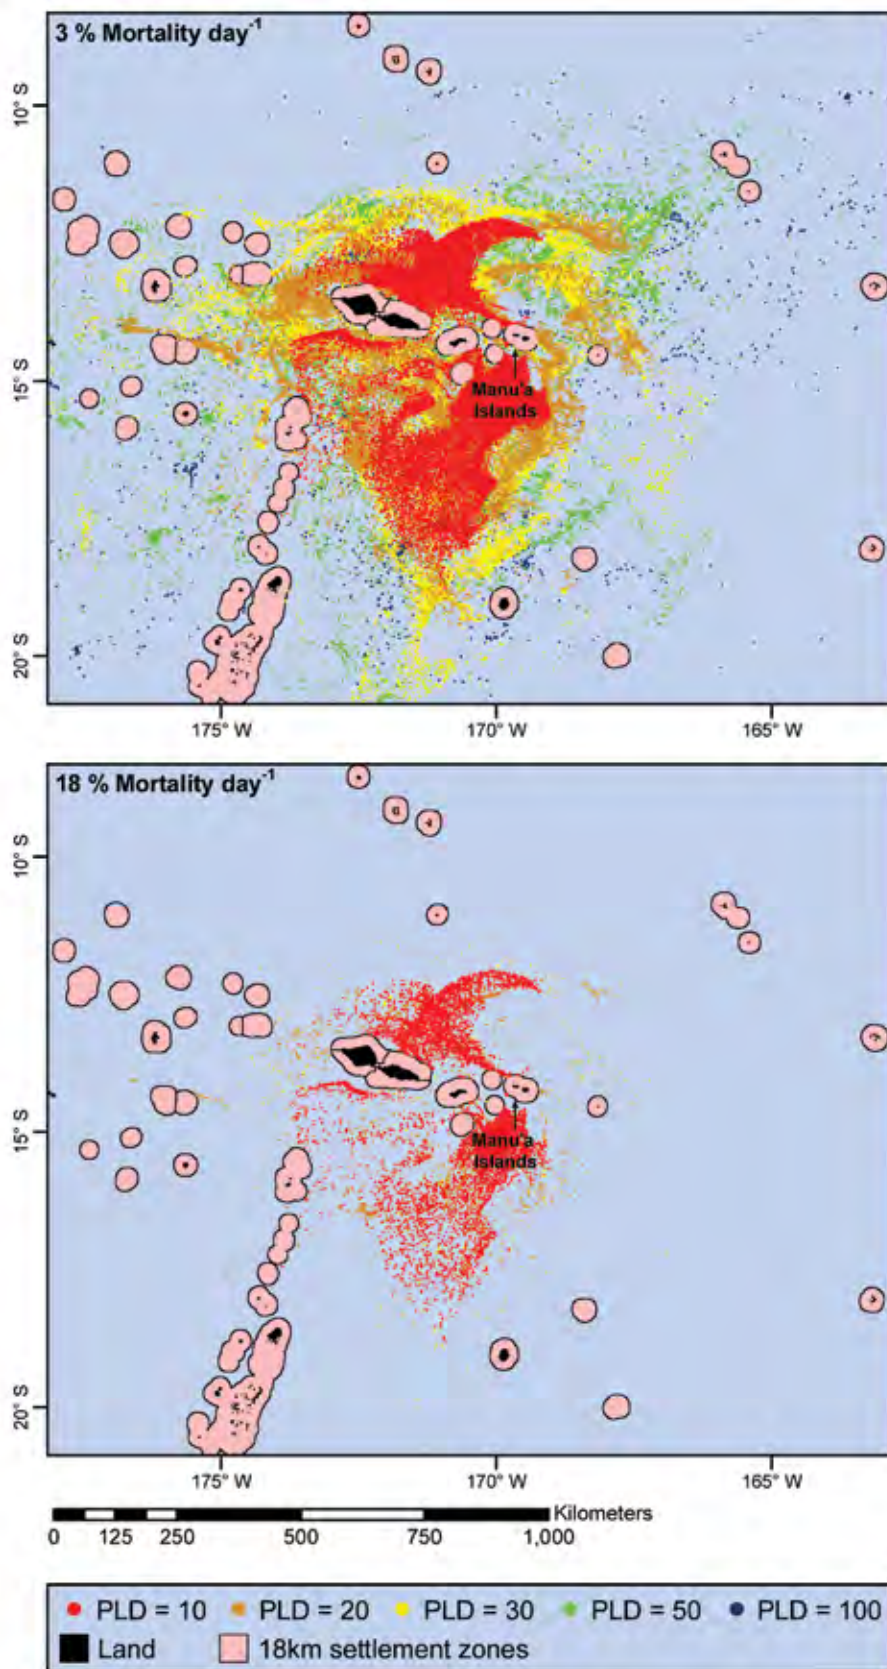 3 % Mortality day-1
10° S
15° S
Manu'a
Islands
20° S
175° W 170° W 165° W
18 % Mortality day-1
10° S
15° S
Manu'a
Islands
20° S
175° W 170° W 165° W
Kilometers
0 125 250 500 750 1,000
PLD = 10 PLD = 20 PLD = 30 PLD = 50 PLD = 100
Land 18km settlement zones